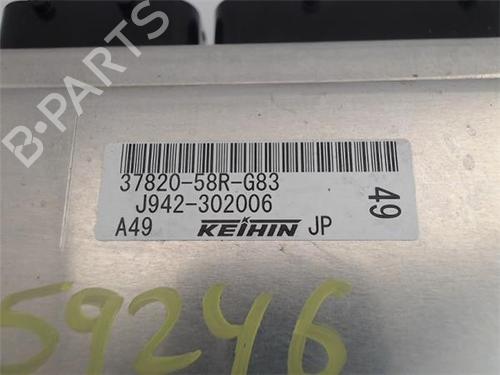 B-PARTS
37820-58R-G83
J942-302006
A49 KEIHIN JP
49
59246